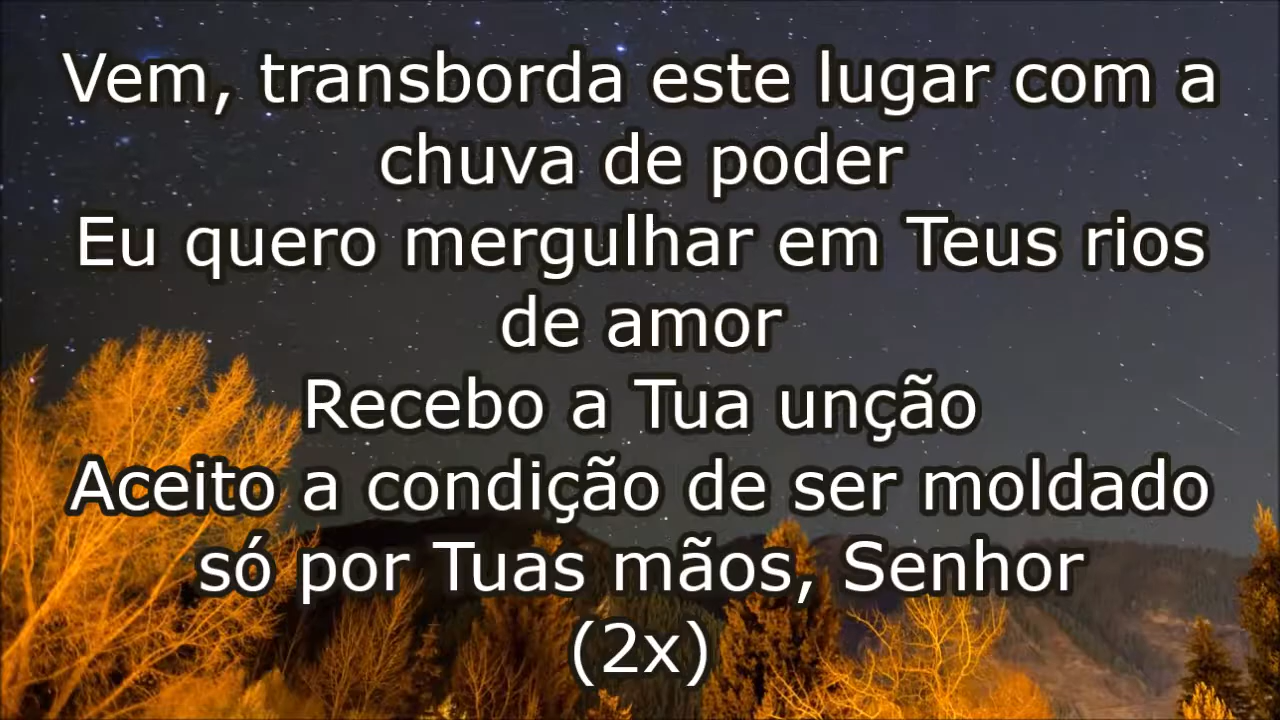 Vem, transborda este lugar com a
chuva de poder
Eu quero mergulhar em Teus rios
de amor
Recebo a Tua unção
Aceito a condição de ser moldado
só por Tuas mãos, Senhor
(2x)